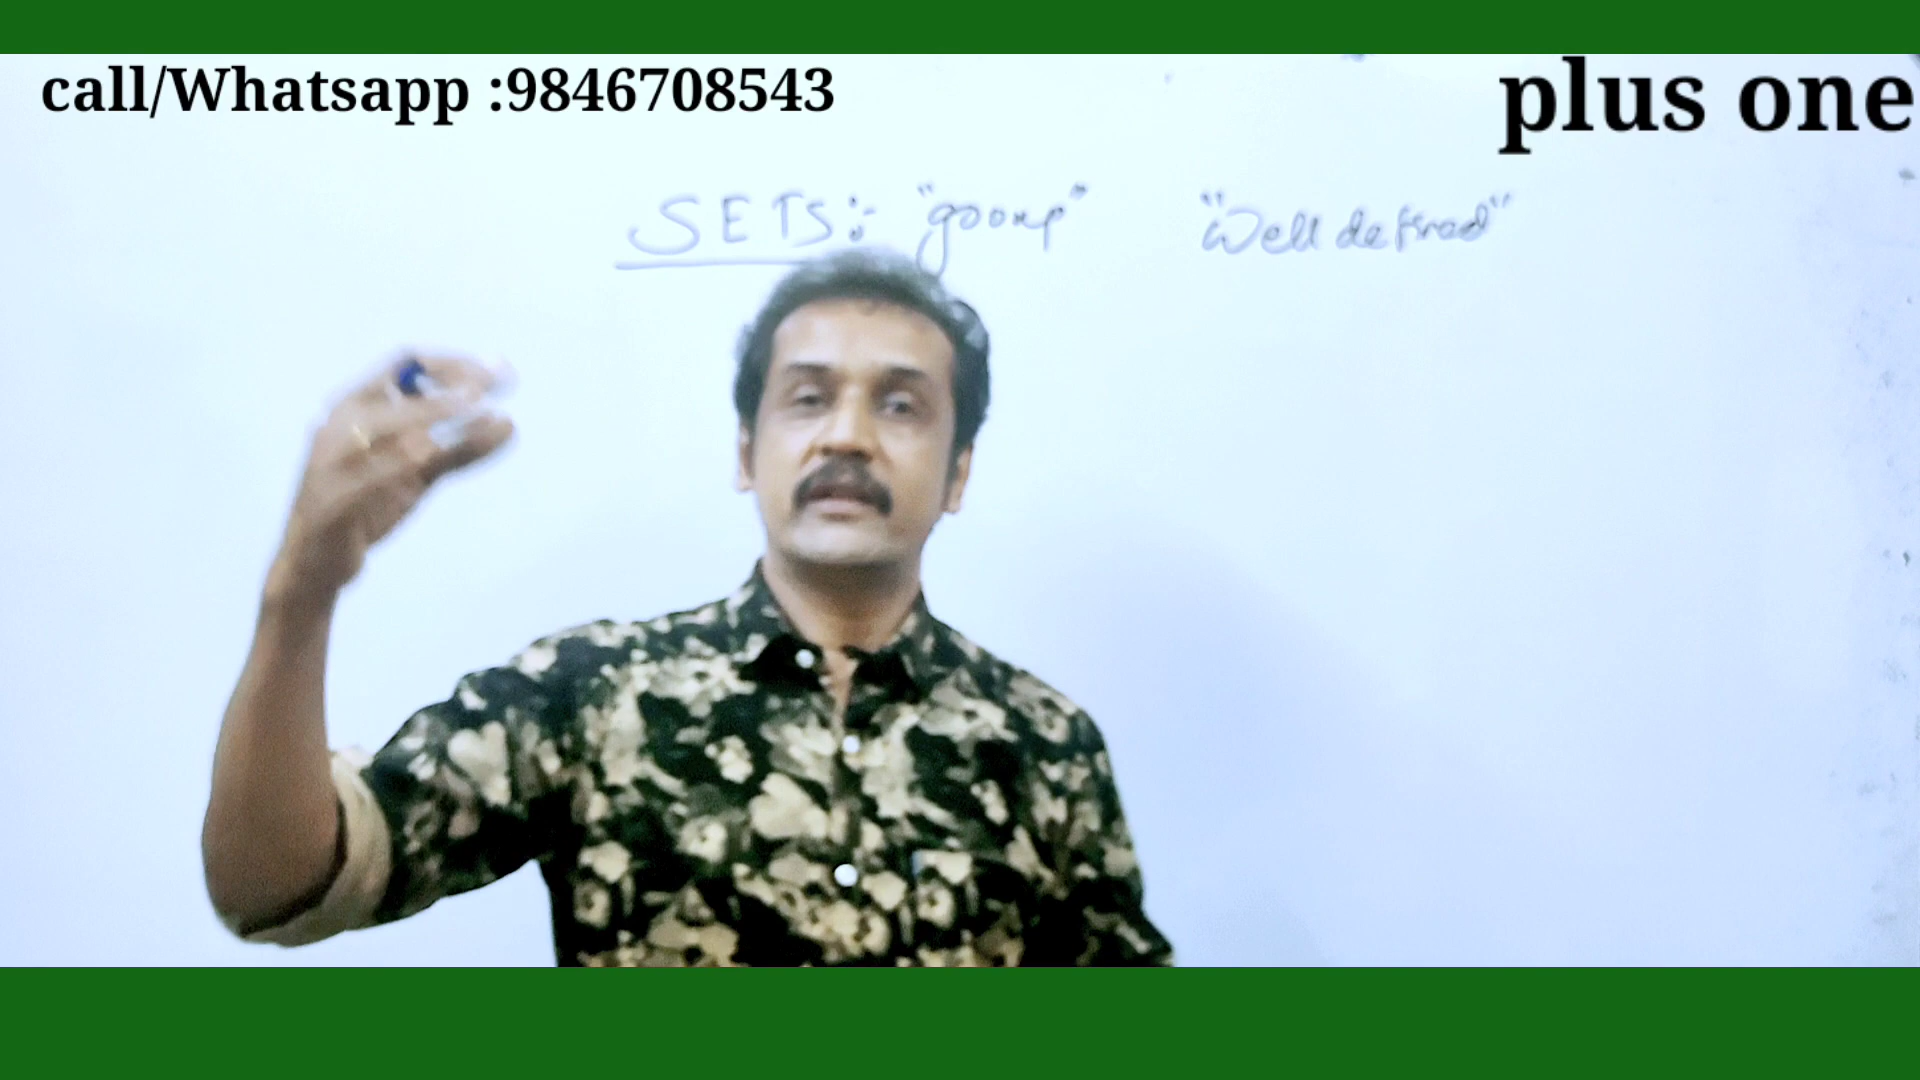 call/Whatsapp :9846708543
plus one
SETS:- "group" "Well defined"